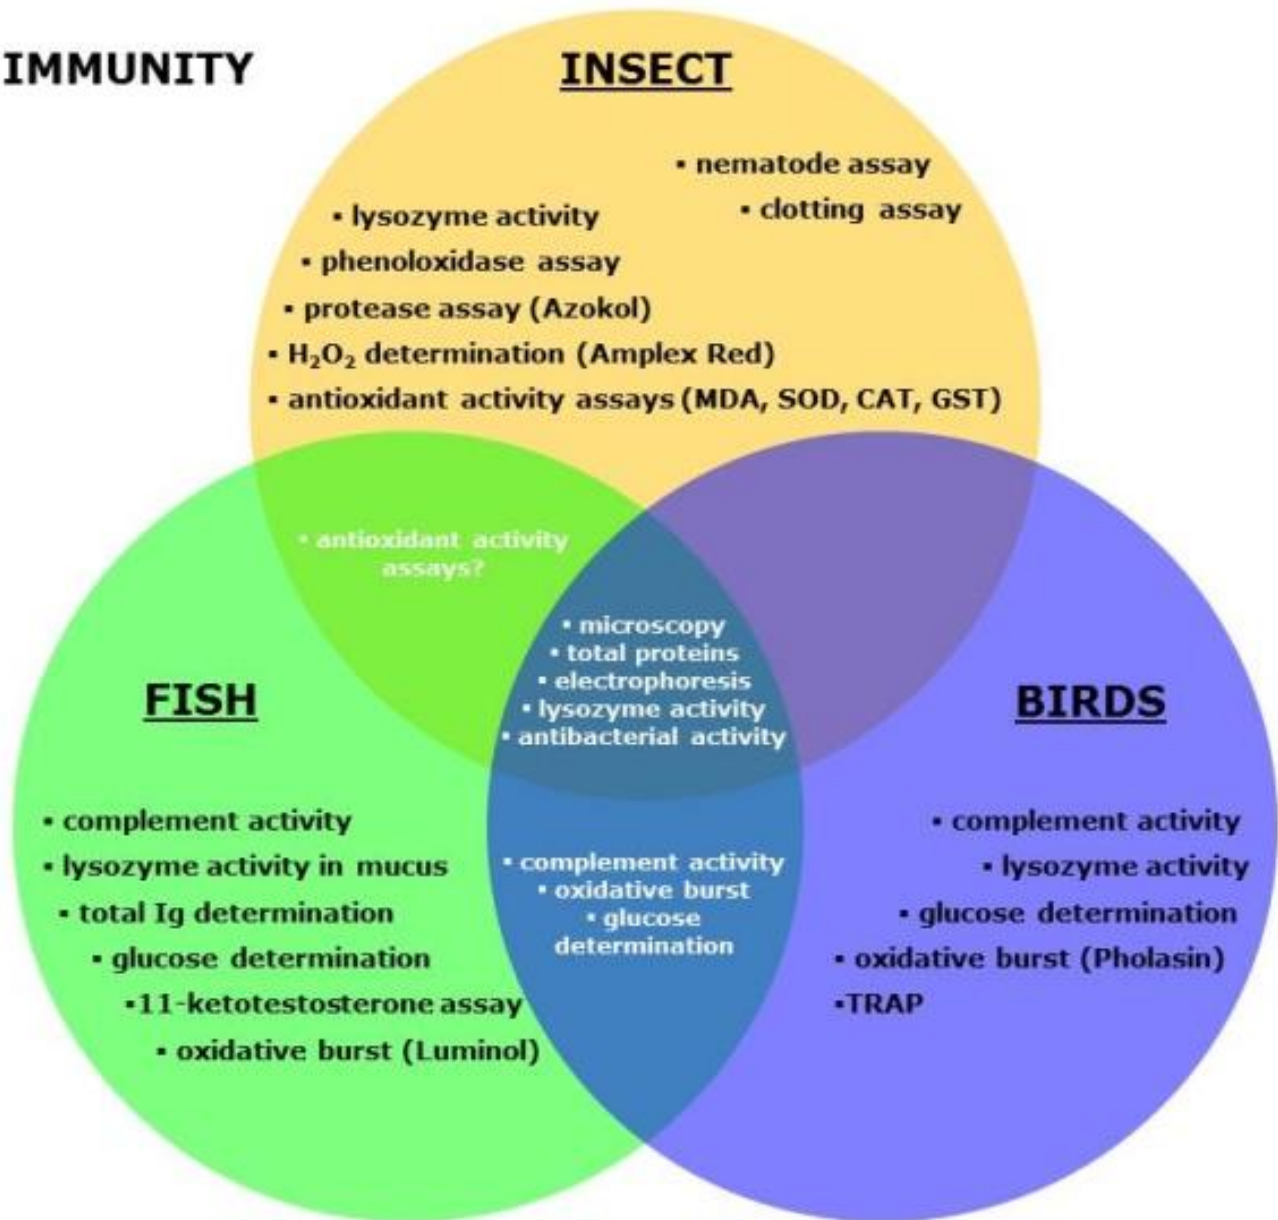 IMMUNITY
INSECT
▪ nematode assay
▪ clotting assay
▪ lysozyme activity
▪ phenoloxidase assay
▪ protease assay (Azokol)
▪ H₂O₂ determination (Amplex Red)
▪ antioxidant activity assays (MDA, SOD, CAT, GST)
▪ antioxidant activity
assays?
▪ microscopy
▪ total proteins
▪ electrophoresis
▪ lysozyme activity
▪ antibacterial activity
FISH
▪ complement activity
▪ lysozyme activity in mucus
▪ total Ig determination
▪ glucose determination
▪11-ketotestosterone assay
▪ oxidative burst (Luminol)
▪ complement activity
▪ oxidative burst
▪ glucose
determination
BIRDS
▪ complement activity
▪ lysozyme activity
▪ glucose determination
▪ oxidative burst (Pholasin)
▪TRAP